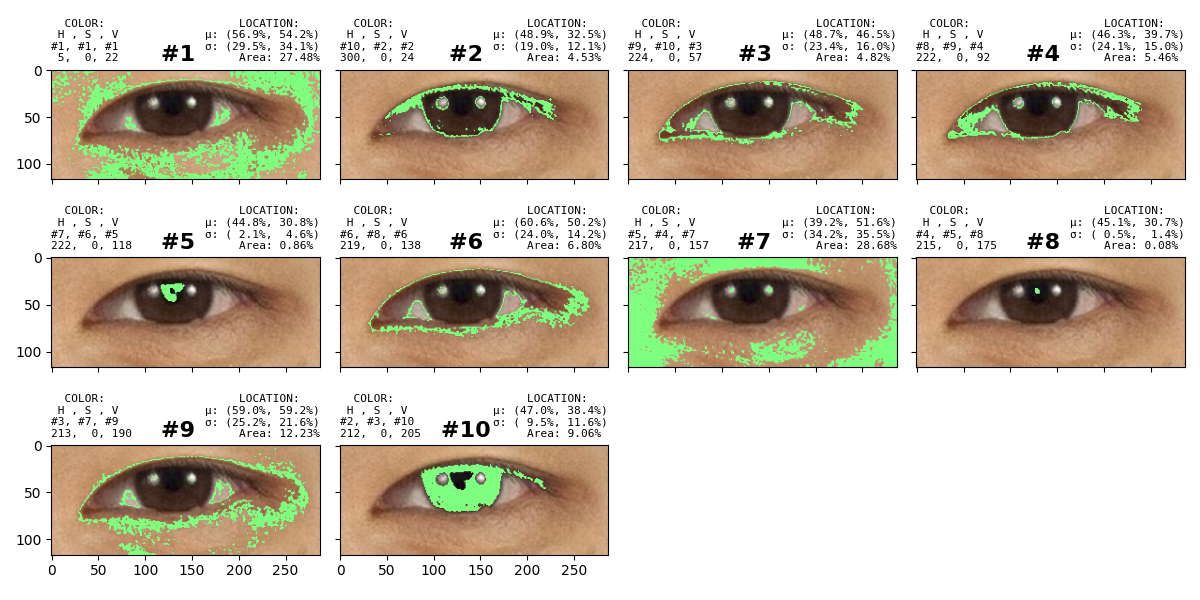 COLOR: LOCATION:
H , S , V μ: (56.9%, 54.2%)
#1, #1, #1 #1 σ: (29.5%, 34.1%)
5, 0, 22 Area: 27.48%
COLOR: LOCATION:
H , S , V μ: (48.9%, 32.5%)
#10, #2, #2 #2 σ: (19.0%, 12.1%)
300, 0, 24 Area: 4.53%
COLOR: LOCATION:
H , S , V μ: (48.7%, 46.5%)
#9, #10, #3 #3 σ: (23.4%, 16.0%)
224, 0, 57 Area: 4.82%
COLOR: LOCATION:
H , S , V μ: (46.3%, 39.7%)
#8, #9, #4 #4 σ: (24.1%, 15.0%)
222, 0, 92 Area: 5.46%
0
50
100
COLOR: LOCATION:
H , S , V μ: (44.8%, 30.8%)
#7, #6, #5 #5 σ: ( 2.1%, 4.6%)
222, 0, 118 Area: 0.86%
COLOR: LOCATION:
H , S , V μ: (60.6%, 50.2%)
#6, #8, #6 #6 σ: (24.0%, 14.2%)
219, 0, 138 Area: 6.80%
COLOR: LOCATION:
H , S , V μ: (39.2%, 51.6%)
#5, #4, #7 #7 σ: (34.2%, 35.5%)
217, 0, 157 Area: 28.68%
COLOR: LOCATION:
H , S , V μ: (45.1%, 30.7%)
#4, #5, #8 #8 σ: ( 0.5%, 1.4%)
215, 0, 175 Area: 0.08%
0
50
100
COLOR: LOCATION:
H , S , V μ: (59.0%, 59.2%)
#3, #7, #9 #9 σ: (25.2%, 21.6%)
213, 0, 190 Area: 12.23%
COLOR: LOCATION:
H , S , V μ: (47.0%, 38.4%)
#2, #3, #10 #10 σ: ( 9.5%, 11.6%)
212, 0, 205 Area: 9.06%
0
50
100
0 50 100 150 200 250
0 50 100 150 200 250